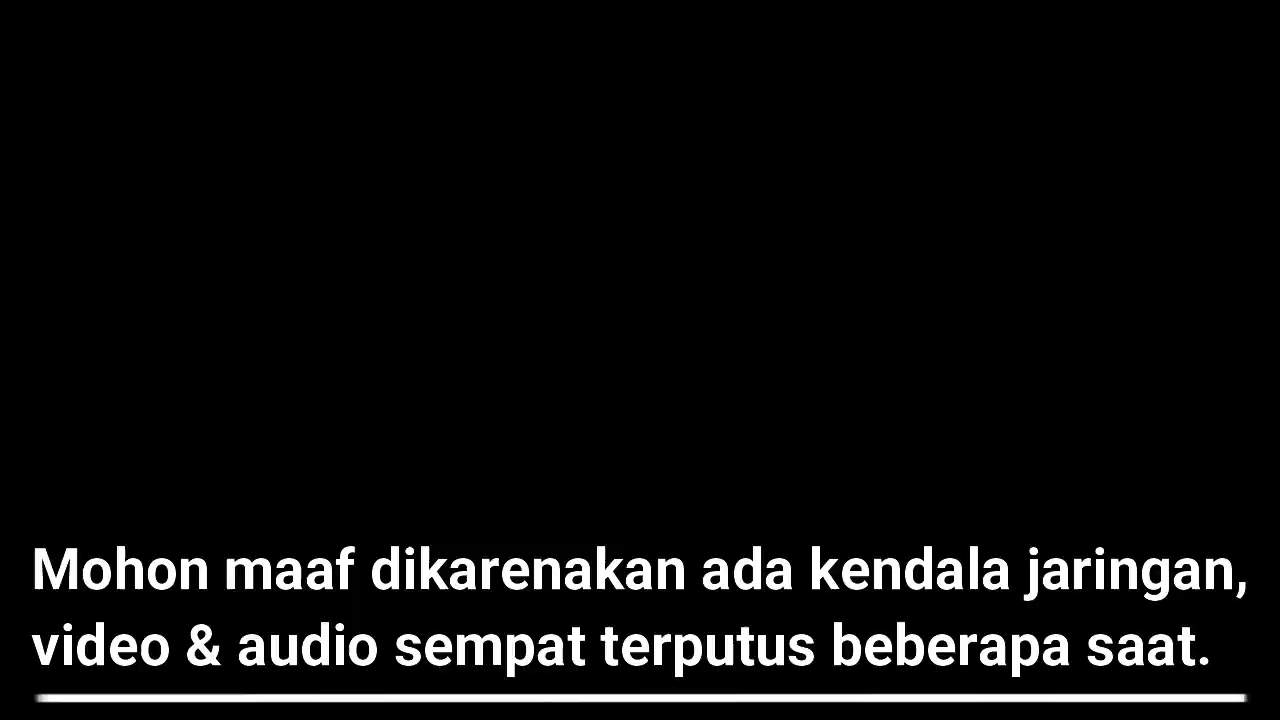 Mohon maaf dikarenakan ada kendala jaringan,
video & audio sempat terputus beberapa saat.